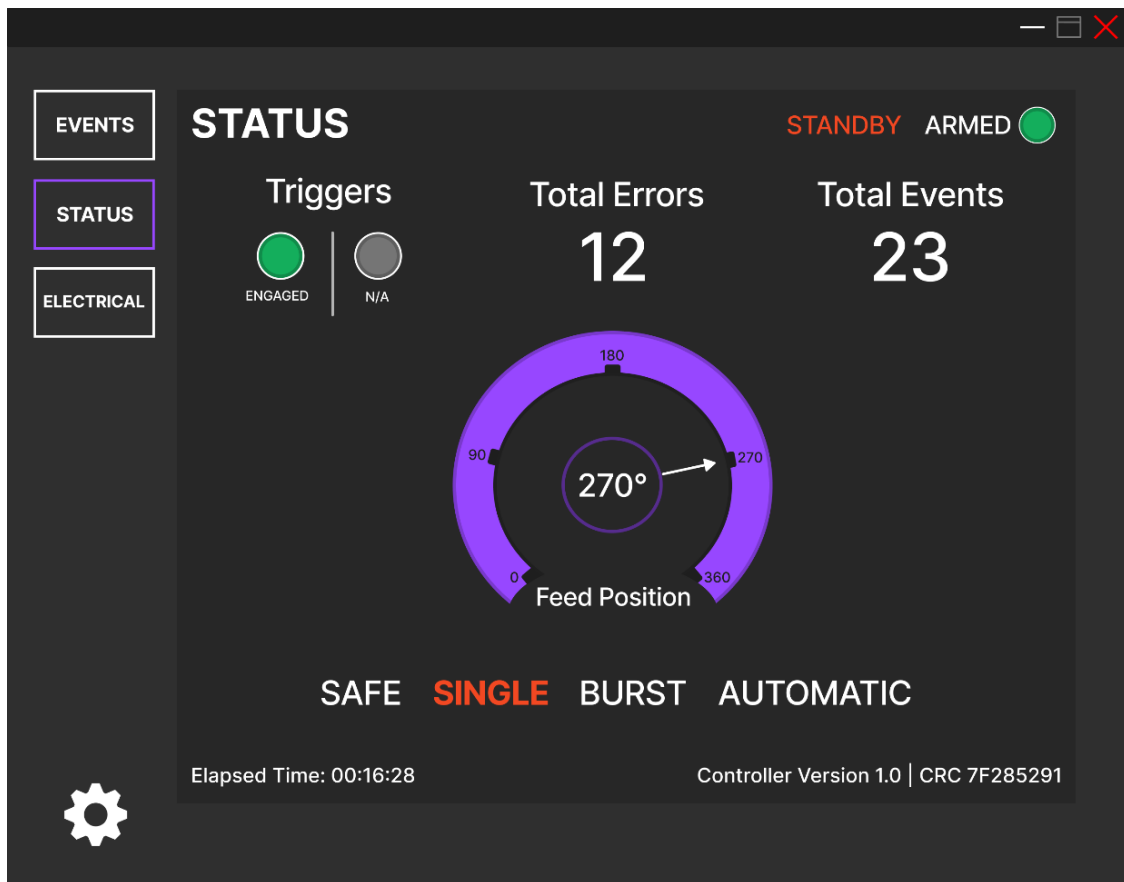 EVENTS
STATUS
ELECTRICAL
STATUS
STANDBY ARMED
Triggers
ENGAGED
N/A
Total Errors
12
Total Events
23
180
90
270
270°
0
360
Feed Position
SAFE SINGLE BURST AUTOMATIC
Elapsed Time: 00:16:28
Controller Version 1.0 | CRC 7F285291